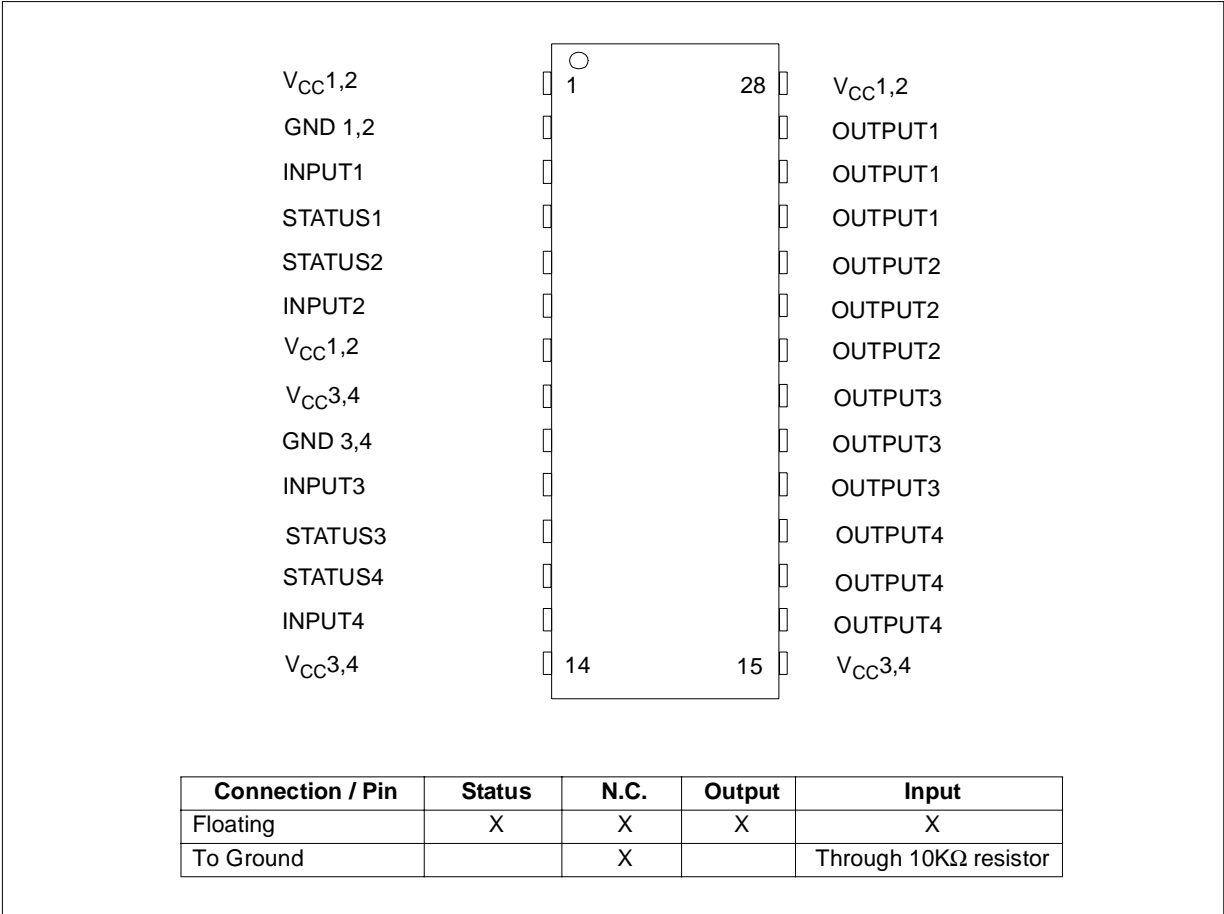 VCC1,2 1 28 VCC1,2
GND 1,2 OUTPUT1
INPUT1 OUTPUT1
STATUS1 OUTPUT1
STATUS2 OUTPUT2
INPUT2 OUTPUT2
VCC1,2 OUTPUT2
VCC3,4 OUTPUT3
GND 3,4 OUTPUT3
INPUT3 OUTPUT3
STATUS3 OUTPUT4
STATUS4 OUTPUT4
INPUT4 OUTPUT4
VCC3,4 14 15 VCC3,4
Connection / Pin Status N.C. Output Input
Floating X X X X
To Ground X Through 10KΩ resistor